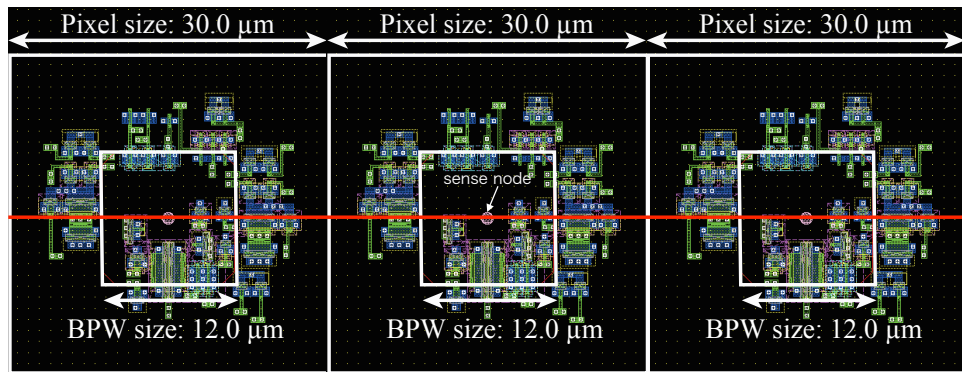 Pixel size: 30.0 µm Pixel size: 30.0 µm Pixel size: 30.0 µm
sense node
BPW size: 12.0 µm BPW size: 12.0 µm BPW size: 12.0 µm